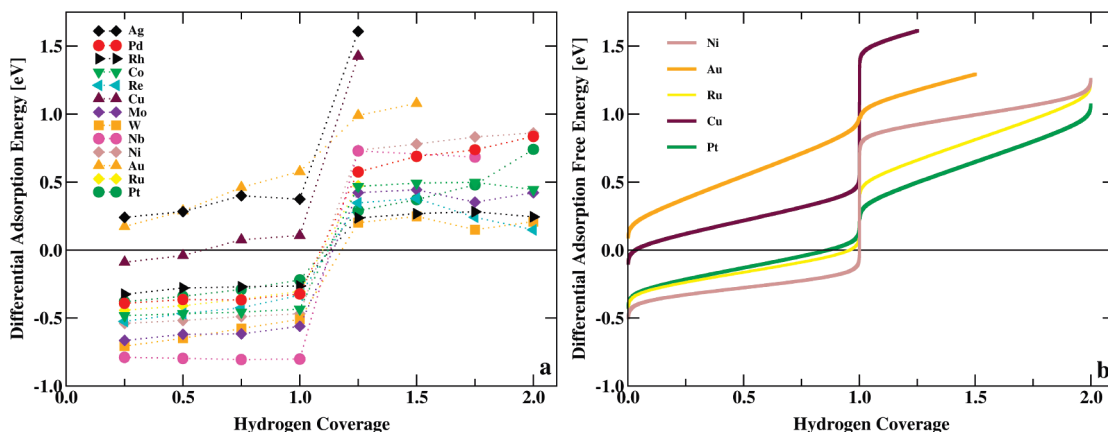 Differential Adsorption Energy [eV]
1.5
1.0
0.5
0.0
-0.5
-1.0
Ag
Pd
Rh
Co
Re
Cu
Mo
W
Nb
Ni
Au
Ru
Pt
a
0.0 0.5 1.0 1.5 2.0
Hydrogen Coverage
Differential Adsorption Free Energy [eV]
1.5
1.0
0.5
0.0
-0.5
-1.0
Ni
Au
Ru
Cu
Pt
b
0.0 0.5 1.0 1.5 2.0
Hydrogen Coverage